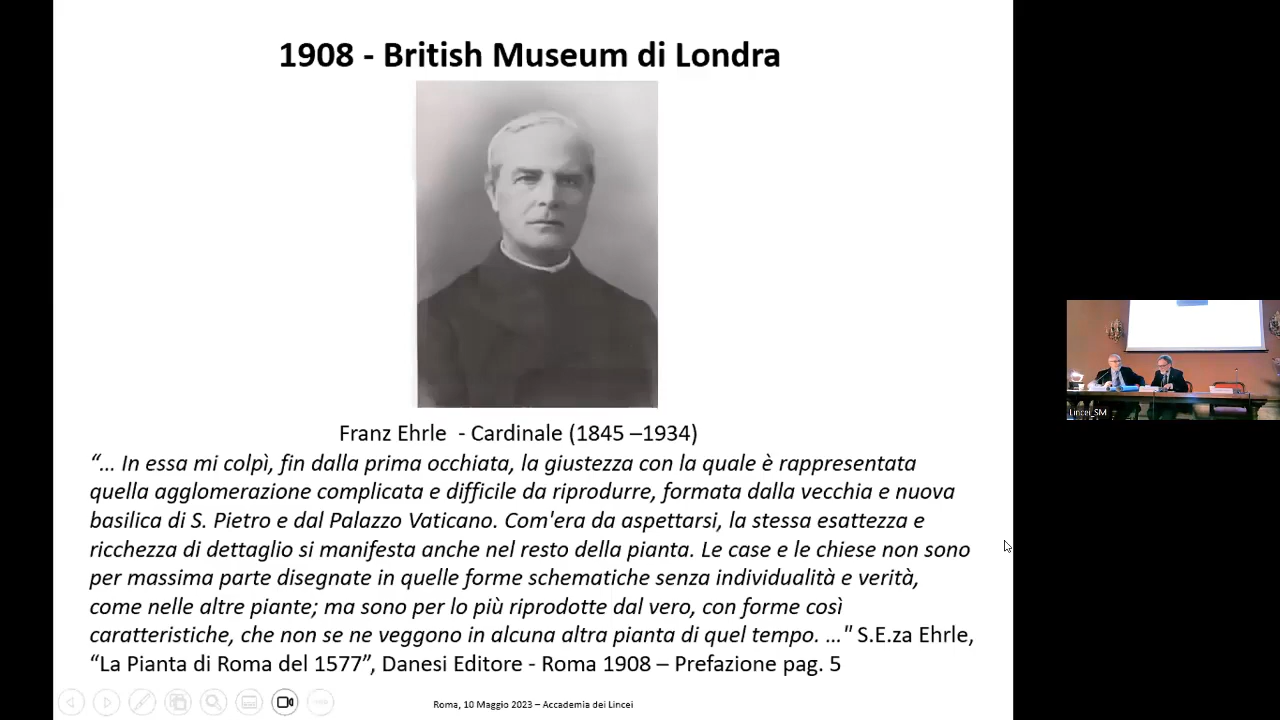 1908 - British Museum di Londra
Franz Ehrle  - Cardinale (1845 –1934)
“… In essa mi colpì, fin dalla prima occhiata, la giustezza con la quale è rappresentata
quella agglomerazione complicata e difficile da riprodurre, formata dalla vecchia e nuova
basilica di S. Pietro e dal Palazzo Vaticano. Com'era da aspettarsi, la stessa esattezza e
ricchezza di dettaglio si manifesta anche nel resto della pianta. Le case e le chiese non sono
per massima parte disegnate in quelle forme schematiche senza individualità e verità,
come nelle altre piante; ma sono per lo più riprodotte dal vero, con forme così
caratteristiche, che non se ne veggono in alcuna altra pianta di quel tempo. …" S.E.za Ehrle,
“La Pianta di Roma del 1577”, Danesi Editore - Roma 1908 – Prefazione pag. 5
Roma, 10 Maggio 2023 – Accademia dei Lincei
Lincei_SM